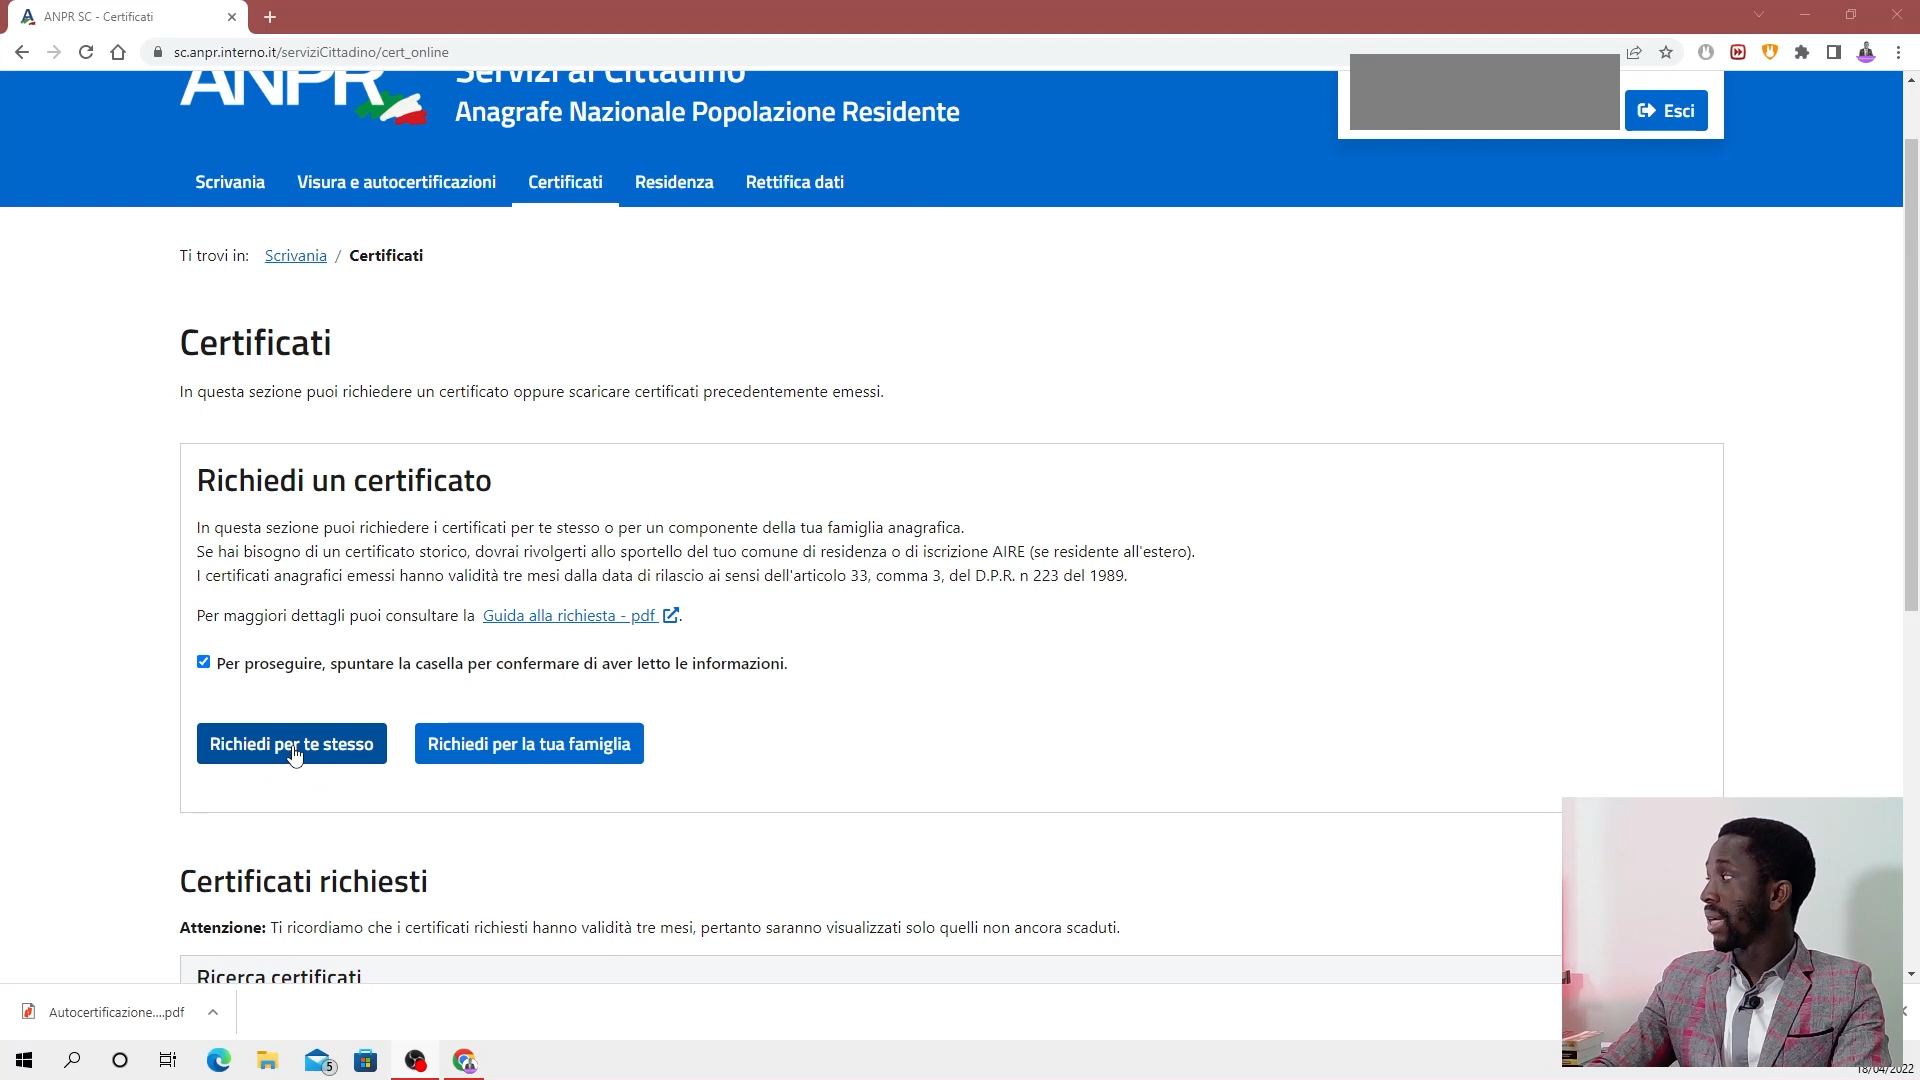 ANPR SC - Certificati
sc.anpr.interno.it/serviziCittadino/cert_online
ANPR
Servizi al Cittadino
Anagrafe Nazionale Popolazione Residente
Esci
Scrivania
Visura e autocertificazioni
Certificati
Residenza
Rettifica dati
Ti trovi in: Scrivania / Certificati
Certificati
In questa sezione puoi richiedere un certificato oppure scaricare certificati precedentemente emessi.
Richiedi un certificato
In questa sezione puoi richiedere i certificati per te stesso o per un componente della tua famiglia anagrafica.
Se hai bisogno di un certificato storico, dovrai rivolgerti allo sportello del tuo comune di residenza o di iscrizione AIRE (se residente all'estero).
I certificati anagrafici emessi hanno validità tre mesi dalla data di rilascio ai sensi dell'articolo 33, comma 3, del D.P.R. n 223 del 1989.
Per maggiori dettagli puoi consultare la Guida alla richiesta - pdf .
Per proseguire, spuntare la casella per confermare di aver letto le informazioni.
Richiedi per te stesso
Richiedi per la tua famiglia
Certificati richiesti
Attenzione: Ti ricordiamo che i certificati richiesti hanno validità tre mesi, pertanto saranno visualizzati solo quelli non ancora scaduti.
Ricerca certificati
Autocertificazione....pdf
5
18/04/2022